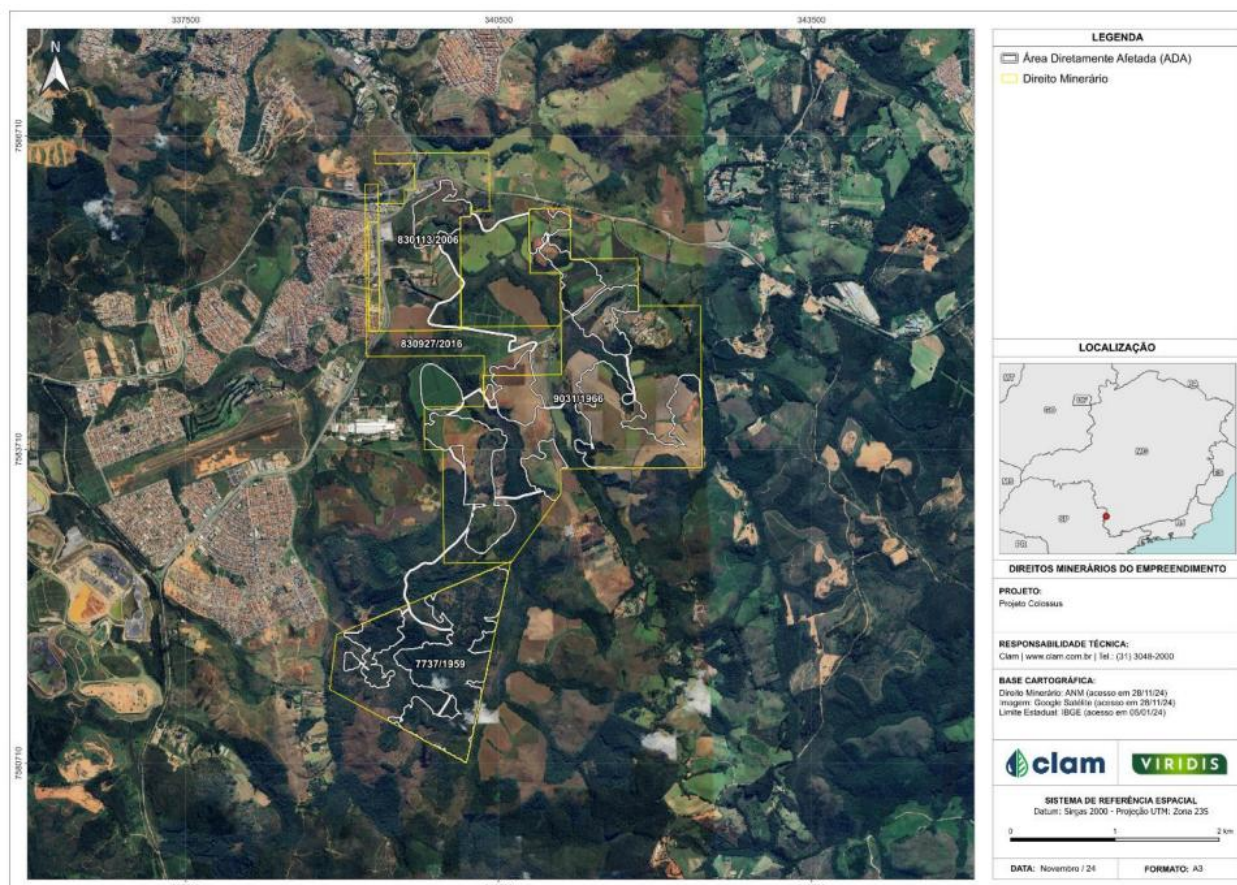 337500
340500
343500
N
7586710
7583710
7580710
830113/2006
830927/2016
9031/1966
7737/1959
LEGENDA
Área Diretamente Afetada (ADA)
Direito Minerário
LOCALIZAÇÃO
MT
GO
DF
BA
MG
ES
MS
SP
RJ
PR
DIREITOS MINERÁRIOS DO EMPREENDIMENTO
PROJETO:
Projeto Colossus
RESPONSABILIDADE TÉCNICA:
Clam | www.clam.com.br | Tel.: (31) 3048-2000
BASE CARTOGRÁFICA:
Direito Minerário: ANM (acesso em 28/11/24)
Imagem: Google Satélite (acesso em 28/11/24)
Limite Estadual: IBGE (acesso em 05/01/24)
clam
VIRIDIS
SISTEMA DE REFERÊNCIA ESPACIAL
Datum: Sirgas 2000 - Projeção UTM: Zona 23S
0 1 2 km
DATA: Novembro / 24
FORMATO: A3